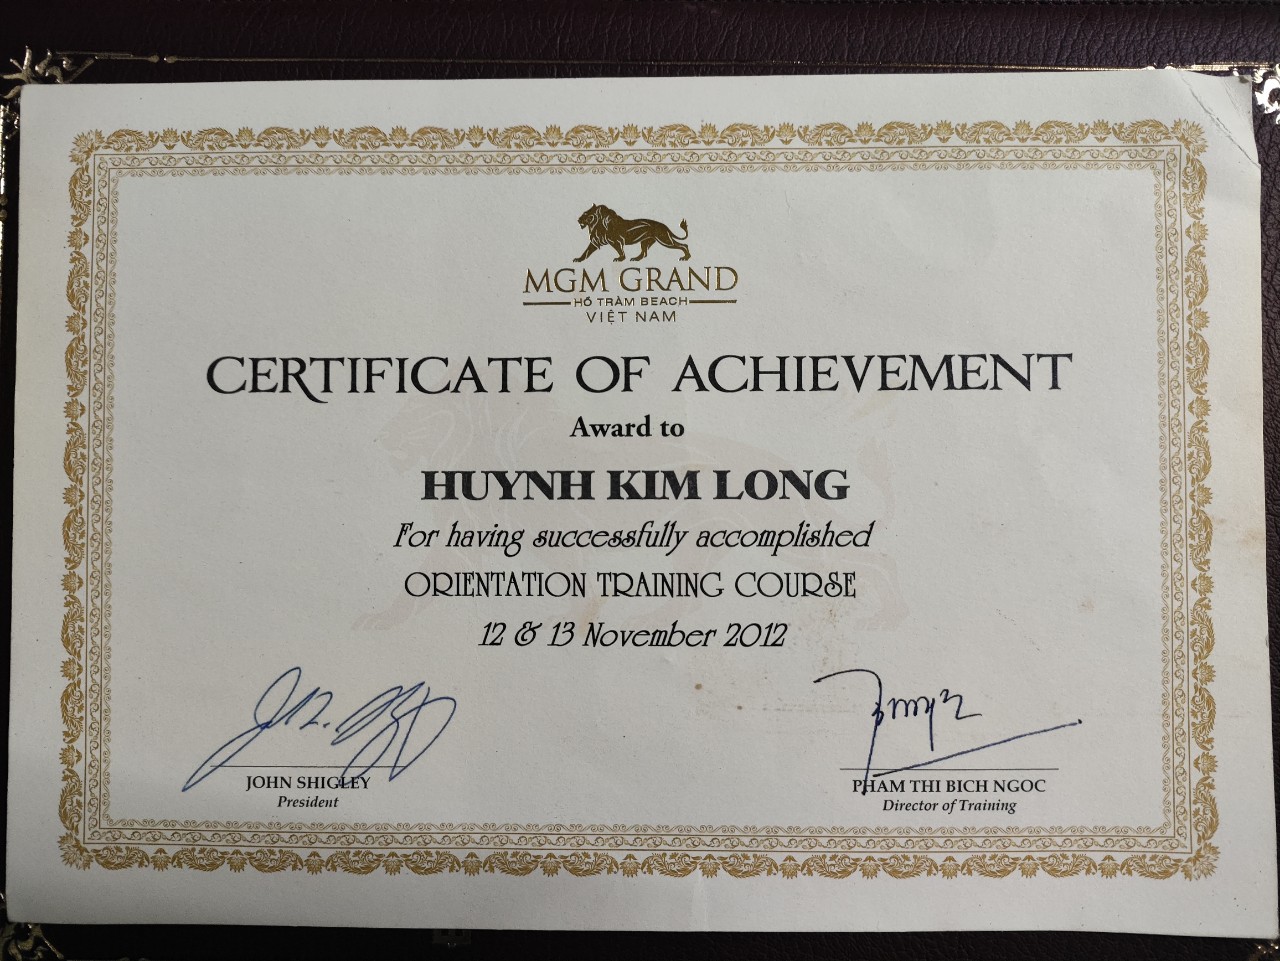 MGM GRAND
HỒ TRÀM BEACH
VIỆT NAM
CERTIFICATE OF ACHIEVEMENT
Award to
HUYNH KIM LONG
For having successfully accomplished
ORIENTATION TRAINING COURSE
12 & 13 November 2012
JOHN SHIGLEY
President
PHAM THI BICH NGOC
Director of Training